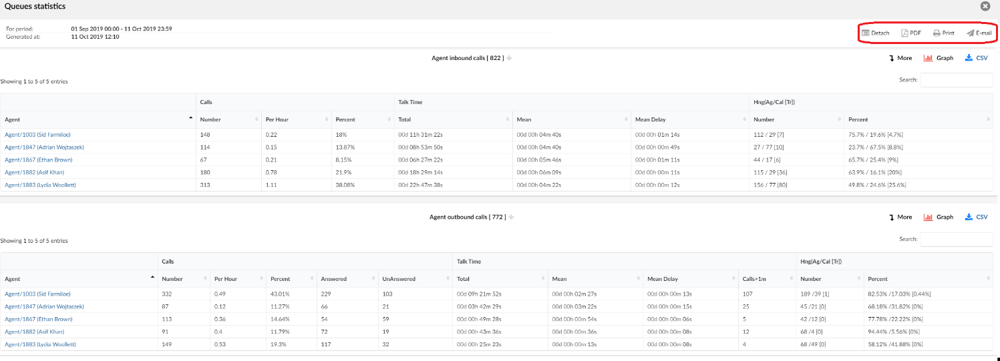 Queues statistics
For period: 01 Sep 2019 00:00 - 11 Oct 2019 23:59
Generated at: 11 Oct 2019 12:10
Detach PDF Print E-mail
Agent inbound calls [ 822 ]
More Graph CSV
Showing 1 to 5 of 5 entries
Search:
Calls Talk Time Hng(Ag/Cal [Tr])
Agent Number Per Hour Percent Total Mean Mean Delay Number Percent
Agent/1003 (Sid Farmiloe) 148 0.22 18% 00d 11h 31m 22s 00d 00h 04m 40s 00d 00h 01m 14s 112 / 29 [7] 75.7% / 19.6% [4.7%]
Agent/1847 (Adrian Wojtaszek) 114 0.15 13.87% 00d 08h 53m 50s 00d 00h 04m 40s 00d 00h 00m 49s 27 / 77 [10] 23.7% / 67.5% [8.8%]
Agent/1867 (Ethan Brown) 67 0.21 8.15% 00d 06h 27m 22s 00d 00h 05m 46s 00d 00h 01m 11s 44 / 17 [6] 65.7% / 25.4% [9%]
Agent/1882 (Asif Khan) 180 0.78 21.9% 00d 18h 29m 14s 00d 00h 06m 09s 00d 00h 00m 11s 115 / 29 [36] 63.9% / 16.1% [20%]
Agent/1883 (Lydia Woollett) 313 1.11 38.08% 00d 22h 47m 38s 00d 00h 04m 22s 00d 00h 00m 12s 156 / 77 [80] 49.8% / 24.6% [25.6%]
Agent outbound calls [ 772 ]
More Graph CSV
Showing 1 to 5 of 5 entries
Search:
Calls Talk Time Hng(Ag/Cal [Tr])
Agent Number Per Hour Percent Answered UnAnswered Total Mean Mean Delay Calls>1m Number Percent
Agent/1003 (Sid Farmiloe) 332 0.49 43.01% 229 103 00d 09h 21m 52s 00d 00h 02m 27s 00d 00h 00m 13s 107 189 /39 [1] 82.53% /17.03% [0.44%]
Agent/1847 (Adrian Wojtaszek) 87 0.12 11.27% 66 21 00d 03h 42m 29s 00d 00h 03m 22s 00d 00h 00m 15s 25 45 /21 [0] 68.18% /31.82% [0%]
Agent/1867 (Ethan Brown) 113 0.36 14.64% 54 59 00d 00h 49m 28s 00d 00h 00m 54s 00d 00h 00m 06s 5 42 /12 [0] 77.78% /22.22% [0%]
Agent/1882 (Asif Khan) 91 0.4 11.79% 72 19 00d 00h 43m 36s 00d 00h 00m 36s 00d 00h 00m 08s 12 68 /4 [0] 94.44% /5.56% [0%]
Agent/1883 (Lydia Woollett) 149 0.53 19.3% 117 32 00d 00h 25m 23s 00d 00h 00m 13s 00d 00h 00m 08s 4 68 /49 [0] 58.12% /41.88% [0%]